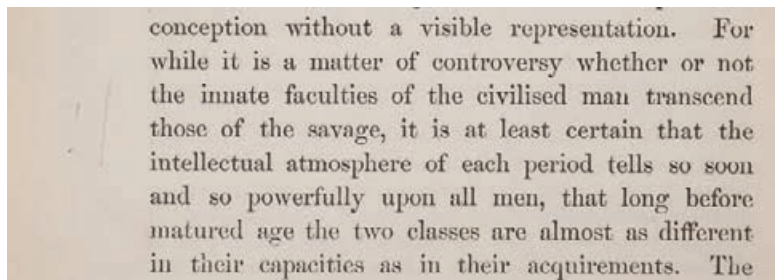 conception without a visible representation. For
while it is a matter of controversy whether or not
the innate faculties of the civilised man transcend
those of the savage, it is at least certain that the
intellectual atmosphere of each period tells so soon
and so powerfully upon all men, that long before
matured age the two classes are almost as different
in their capacities as in their acquirements. The